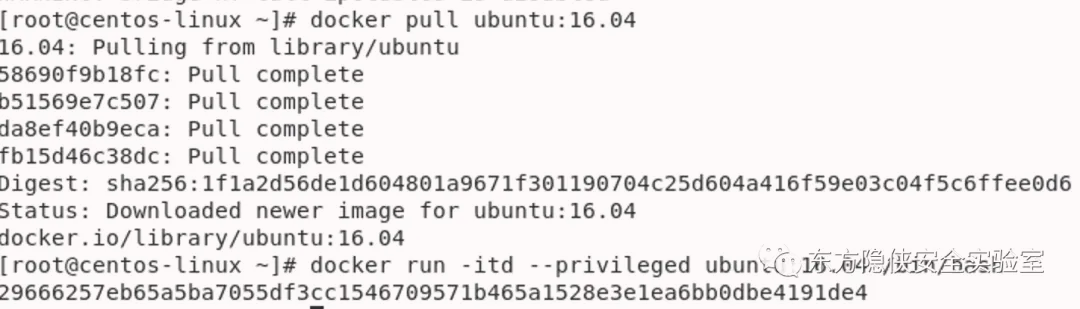 [root@centos-linux ~]# docker pull ubuntu:16.04
16.04: Pulling from library/ubuntu
58690f9b18fc: Pull complete
b51569e7c507: Pull complete
da8ef40b9eca: Pull complete
fb15d46c38dc: Pull complete
Digest: sha256:1f1a2d56de1d604801a9671f301190704c25d604a416f59e03c04f5c6ffee0d6
Status: Downloaded newer image for ubuntu:16.04
docker.io/library/ubuntu:16.04
[root@centos-linux ~]# docker run -itd --privileged ubuntu:16.04 /bin/bash
29666257eb65a5ba7055df3cc1546709571b465a1528e3e1ea6bb0dbe4191de4
东方隐侠安全实验室